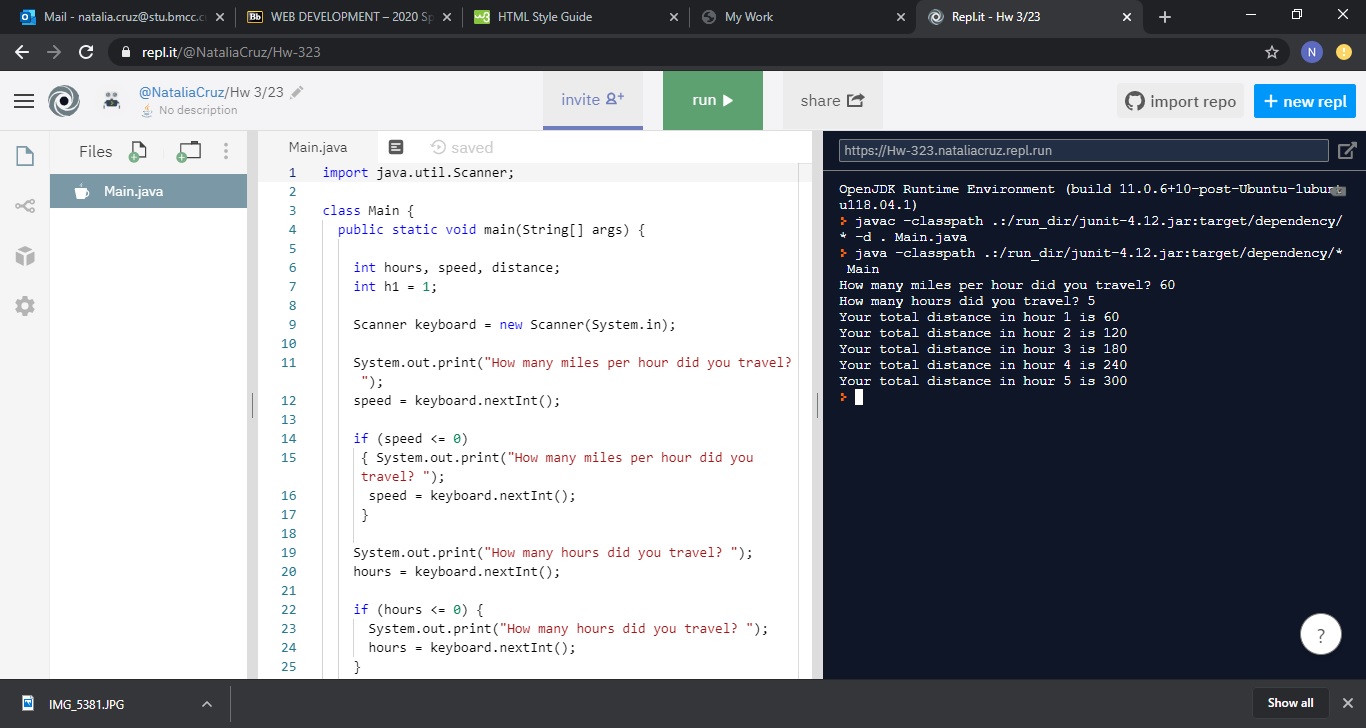 Mail - natalia.cruz@stu.bmcc.c
Bb WEB DEVELOPMENT – 2020 Sp
HTML Style Guide
My Work
Repl.it - Hw 3/23
repl.it/@NataliaCruz/Hw-323
N
@NataliaCruz/Hw 3/23
No description
invite
run
share
import repo
+ new repl
Files
Main.java
Main.java
saved
1 import java.util.Scanner;
2
3 class Main {
4 public static void main(String[] args) {
5
6 int hours, speed, distance;
7 int h1 = 1;
8
9 Scanner keyboard = new Scanner(System.in);
10
11 System.out.print("How many miles per hour did you travel?
");
12 speed = keyboard.nextInt();
13
14 if (speed <= 0)
15 { System.out.print("How many miles per hour did you
travel? ");
16 speed = keyboard.nextInt();
17 }
18
19 System.out.print("How many hours did you travel? ");
20 hours = keyboard.nextInt();
21
22 if (hours <= 0) {
23 System.out.print("How many hours did you travel? ");
24 hours = keyboard.nextInt();
25 }
https://Hw-323.nataliacruz.repl.run
OpenJDK Runtime Environment (build 11.0.6+10-post-Ubuntu-1ubuntu
u118.04.1)
javac -classpath .:/run_dir/junit-4.12.jar:target/dependency/
* -d . Main.java
java -classpath .:/run_dir/junit-4.12.jar:target/dependency/*
Main
How many miles per hour did you travel? 60
How many hours did you travel? 5
Your total distance in hour 1 is 60
Your total distance in hour 2 is 120
Your total distance in hour 3 is 180
Your total distance in hour 4 is 240
Your total distance in hour 5 is 300
?
IMG_5381.JPG
Show all